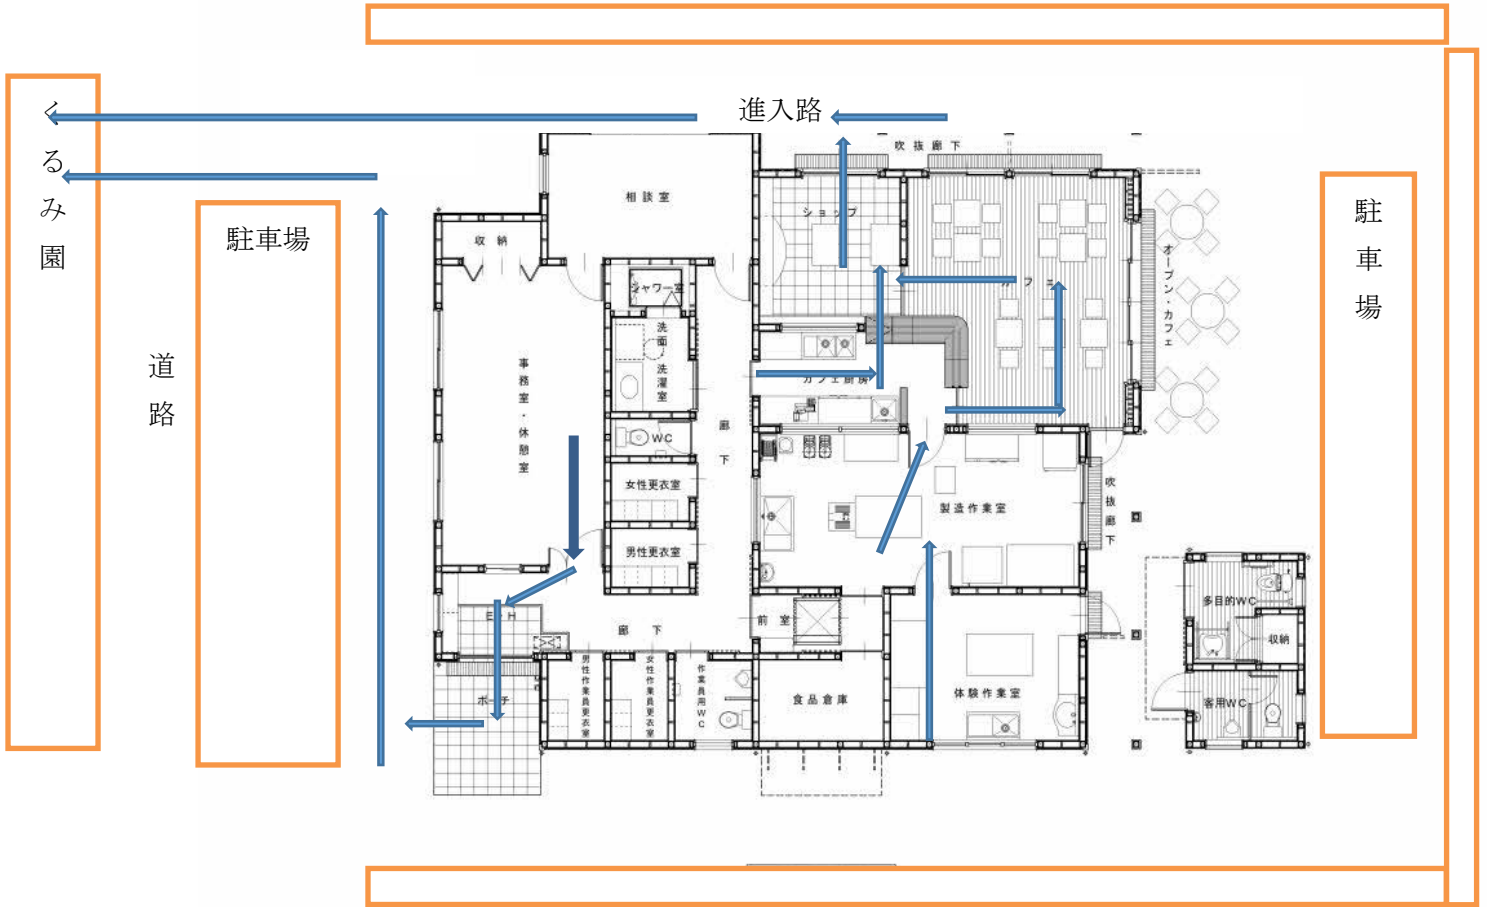 進入路
くるみ園
駐車場
道路
駐車場
吹抜廊下
相談室
ショップ
収納
シャワー室
カフェ
オープン・カフェ
洗面・洗濯室
事務室・休憩室
カフェ厨房
WC
廊下
女性更衣室
製造作業室
吹抜廊下
男性更衣室
多目的WC
前室
収納
廊下
男性作業員更衣室
女性作業員更衣室
作業員用WC
食品倉庫
体験作業室
客用WC
ポーチ